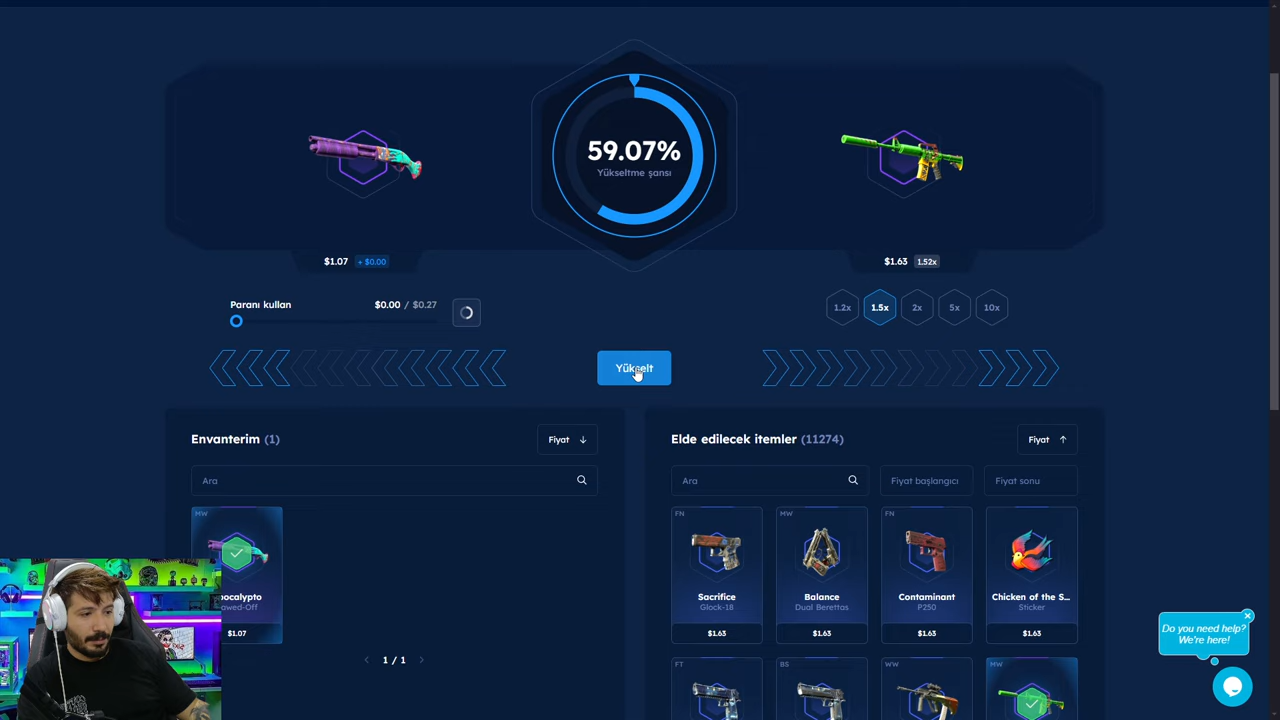 59.07%
Yükseltme şansı
$1.07 + $0.00
$1.63 1.52x
Paranı kullan $0.00 / $0.27
1.2x 1.5x 2x 5x 10x
Yükselt
Envanterim (1)
Fiyat
Elde edilecek itemler (11274)
Fiyat
Ara
Ara
Fiyat başlangıcı
Fiyat sonu
MW
ocalypto
awed-Off
$1.07
1 / 1
FN
Sacrifice
Glock-18
$1.63
MW
Balance
Dual Berettas
$1.63
FN
Contaminant
P250
$1.63
Chicken of the S...
Sticker
$1.63
FT
BS
WW
MW
Do you need help?
We're here!